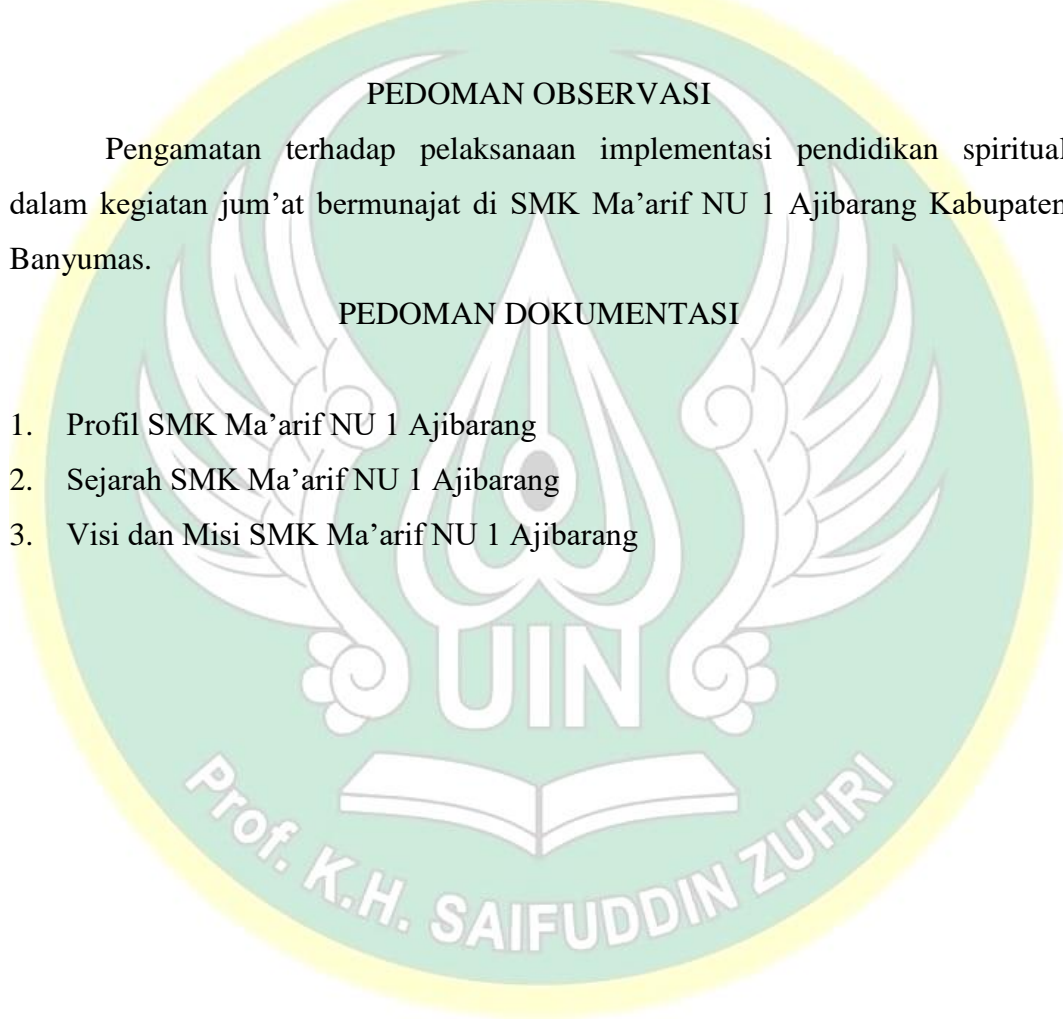 PEDOMAN OBSERVASI
Pengamatan terhadap pelaksanaan implementasi pendidikan spiritual
dalam kegiatan jum’at bermunajat di SMK Ma’arif NU 1 Ajibarang Kabupaten
Banyumas.
PEDOMAN DOKUMENTASI
1. Profil SMK Ma’arif NU 1 Ajibarang
2. Sejarah SMK Ma’arif NU 1 Ajibarang
3. Visi dan Misi SMK Ma’arif NU 1 Ajibarang
UIN
Prof. K.H. SAIFUDDIN ZUHRI